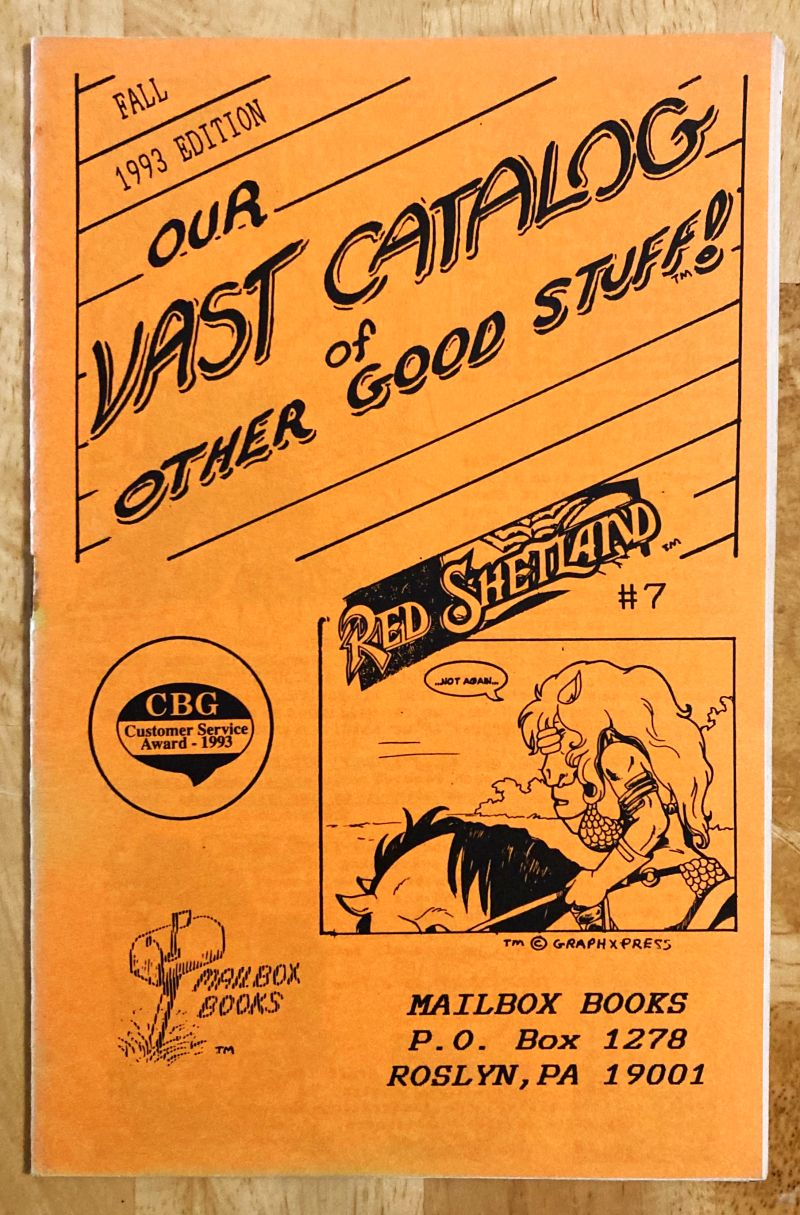 FALL
1993 EDITION
OUR
VAST CATALOG
of
OTHER GOOD STUFF!
TM
RED SHETLAND TM
#7
...NOT AGAIN...
CBG
Customer Service
Award - 1993
TM © GRAPHXPRESS
MAILBOX
BOOKS
TM
MAILBOX BOOKS
P.O. Box 1278
ROSLYN, PA 19001